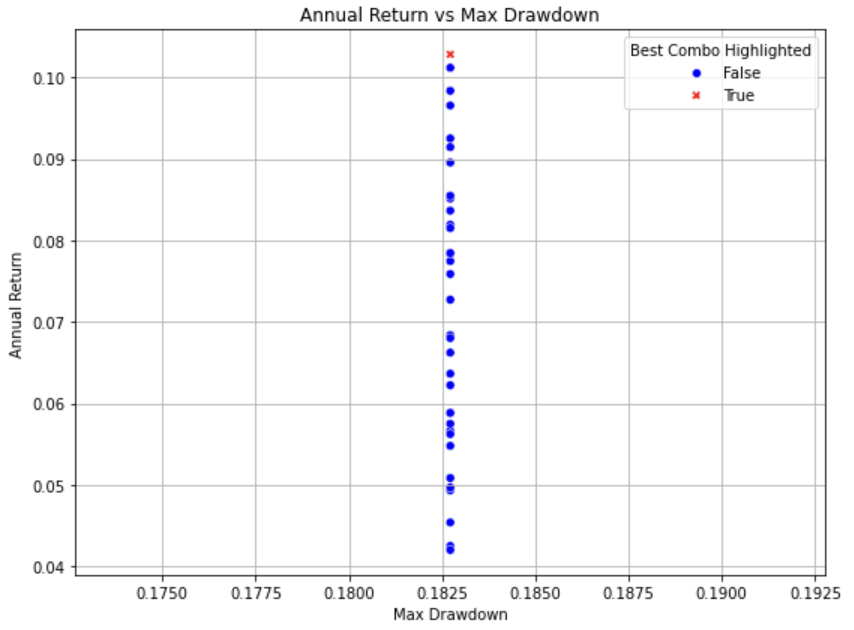 Annual Return vs Max Drawdown
Best Combo Highlighted
False
True
0.10
0.09
0.08
0.07
0.06
0.05
0.04
Annual Return
0.1750 0.1775 0.1800 0.1825 0.1850 0.1875 0.1900 0.1925
Max Drawdown